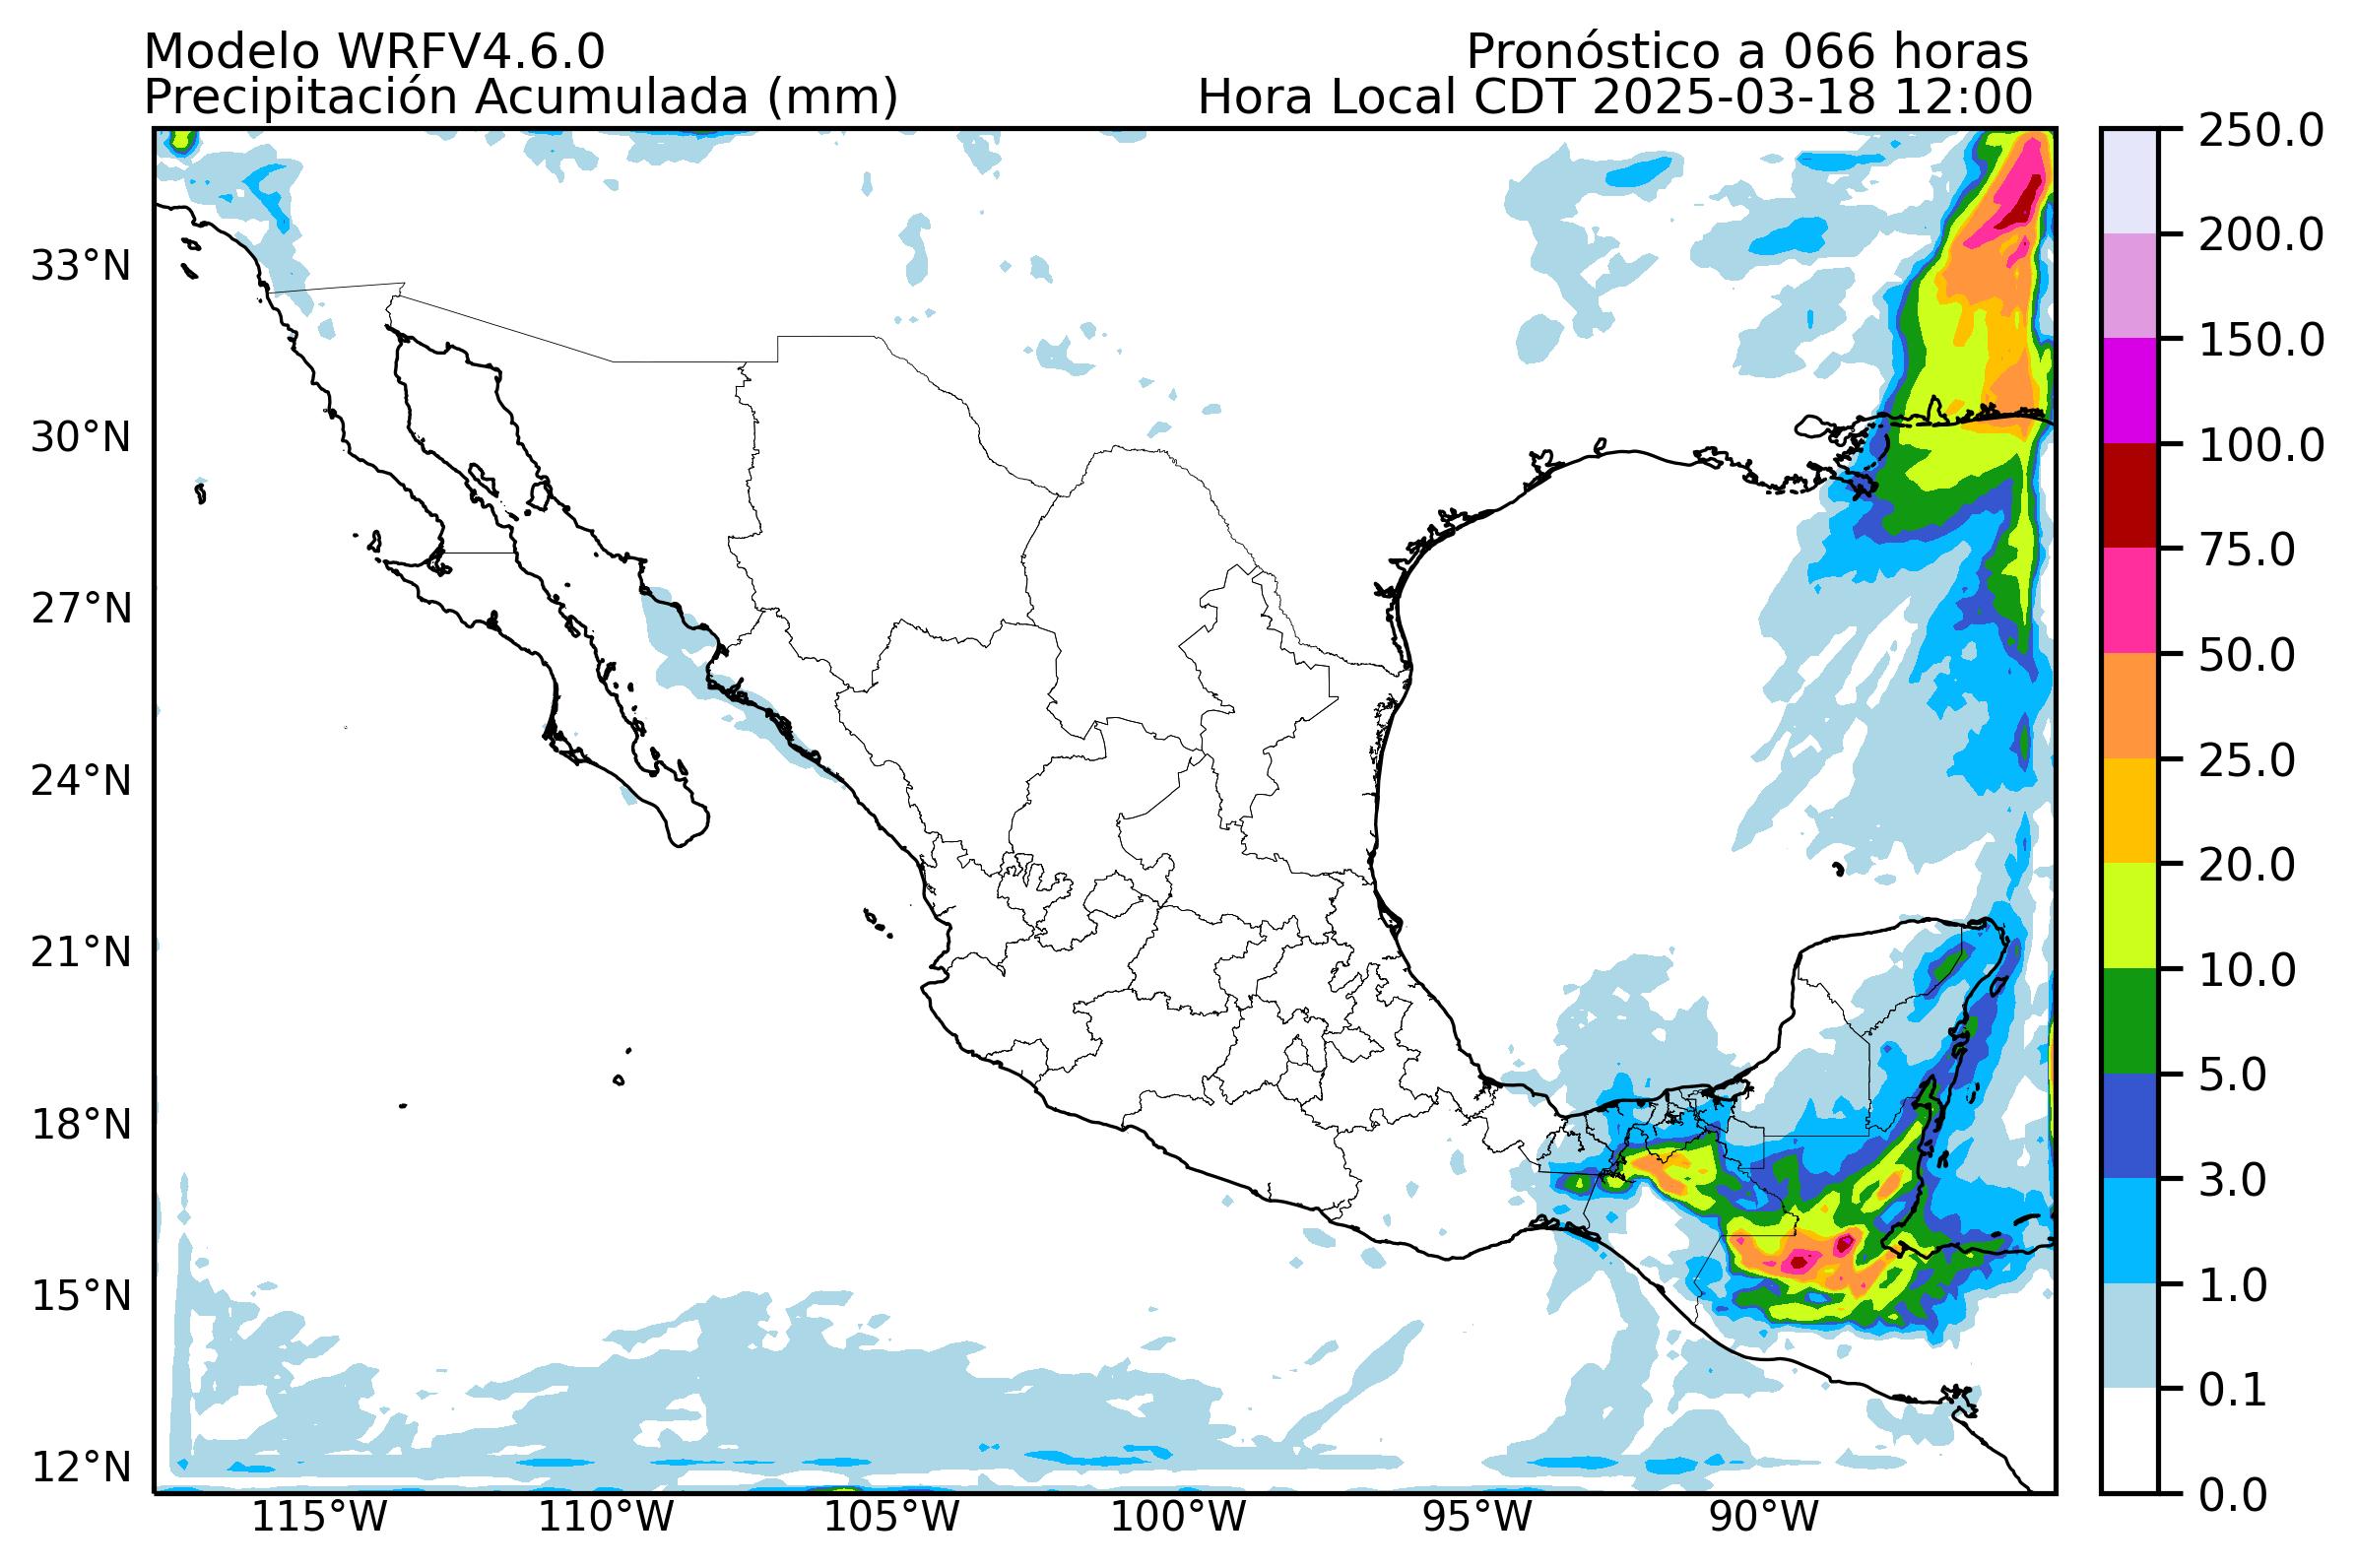 Modelo WRFV4.6.0
Pronóstico a 066 horas
Precipitación Acumulada (mm)
Hora Local CDT 2025-03-18 12:00
33°N
30°N
27°N
24°N
21°N
18°N
15°N
12°N
115°W
110°W
105°W
100°W
95°W
90°W
250.0
200.0
150.0
100.0
75.0
50.0
25.0
20.0
10.0
5.0
3.0
1.0
0.1
0.0